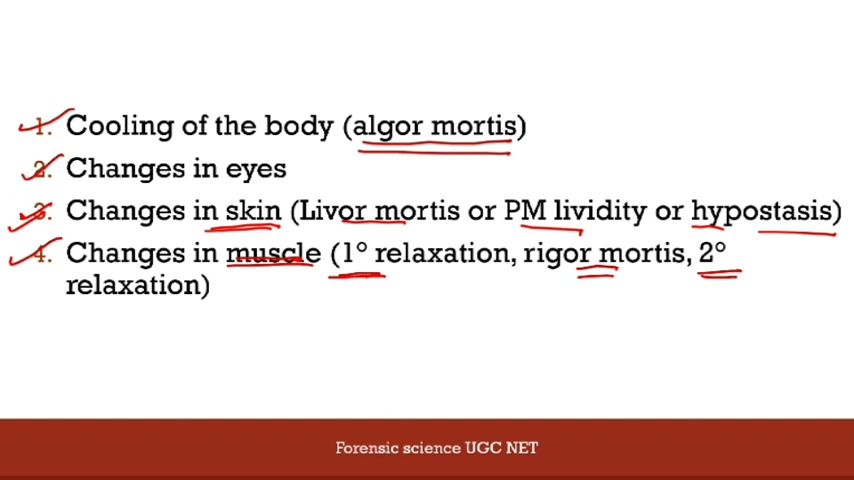 1. Cooling of the body (algor mortis)
2. Changes in eyes
3. Changes in skin (Livor mortis or PM lividity or hypostasis)
4. Changes in muscle (1° relaxation, rigor mortis, 2°
relaxation)
Forensic science UGC NET